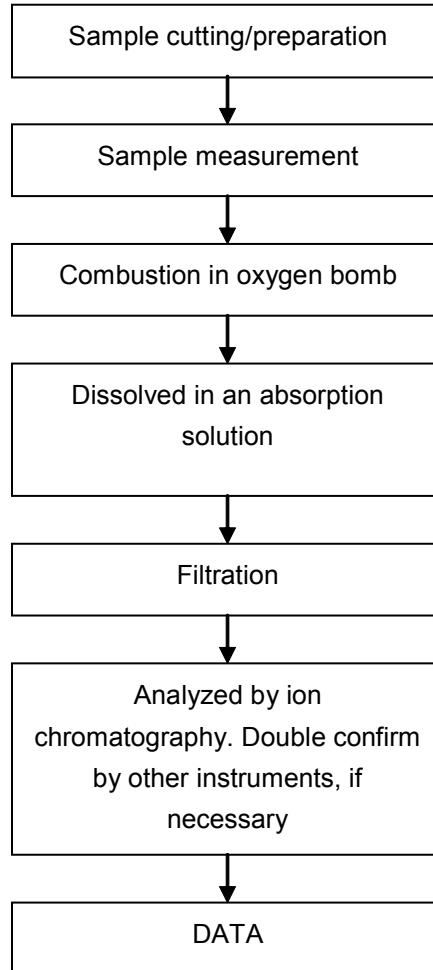 Sample cutting/preparation
Sample measurement
Combustion in oxygen bomb
Dissolved in an absorption
solution
Filtration
Analyzed by ion
chromatography. Double confirm
by other instruments, if
necessary
DATA